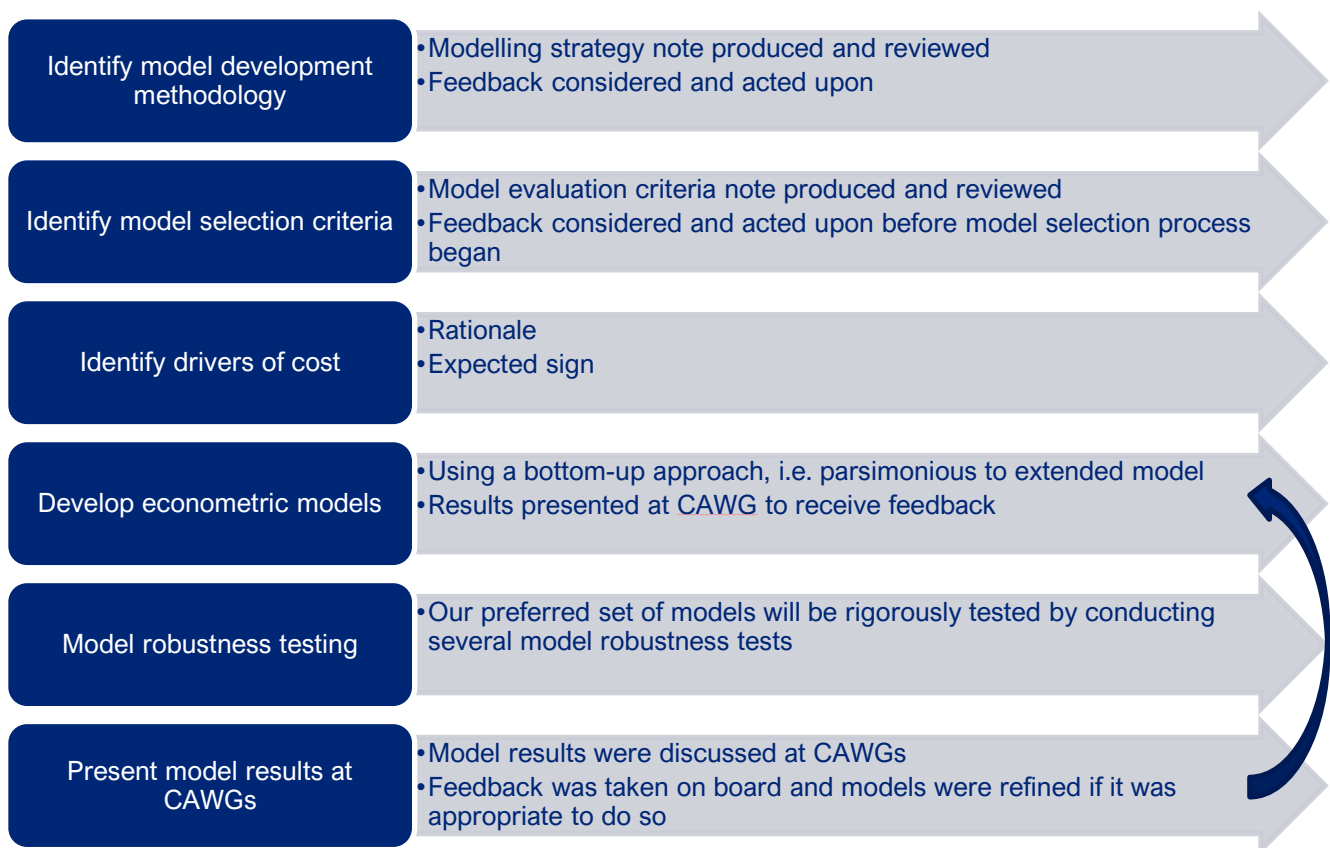 Identify model development
methodology
•Modelling strategy note produced and reviewed
•Feedback considered and acted upon
Identify model selection criteria
•Model evaluation criteria note produced and reviewed
•Feedback considered and acted upon before model selection process
began
Identify drivers of cost
•Rationale
•Expected sign
Develop econometric models
•Using a bottom-up approach, i.e. parsimonious to extended model
•Results presented at CAWG to receive feedback
Model robustness testing
•Our preferred set of models will be rigorously tested by conducting
several model robustness tests
Present model results at
CAWGs
•Model results were discussed at CAWGs
•Feedback was taken on board and models were refined if it was
appropriate to do so